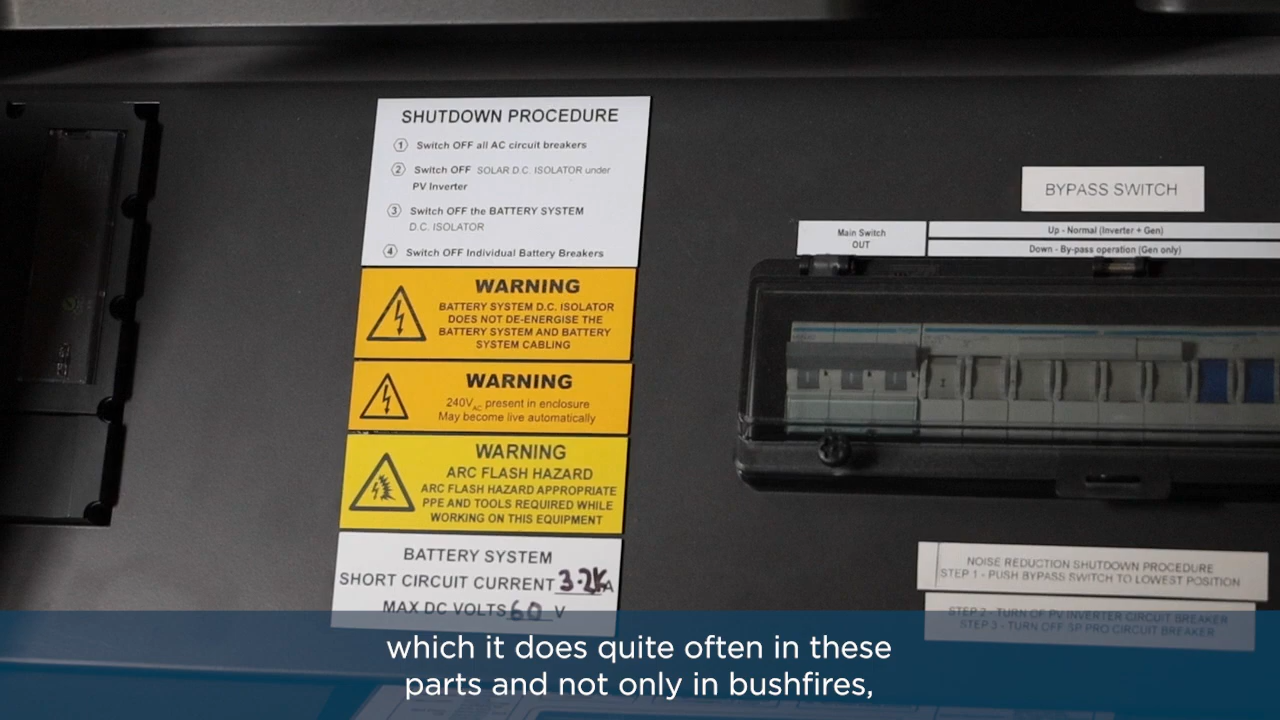 SHUTDOWN PROCEDURE
1 Switch OFF all AC circuit breakers
2 Switch OFF SOLAR D.C. ISOLATOR under
PV Inverter
3 Switch OFF the BATTERY SYSTEM
D.C. ISOLATOR
4 Switch OFF Individual Battery Breakers
WARNING
BATTERY SYSTEM D.C. ISOLATOR
DOES NOT DE-ENERGISE THE
BATTERY SYSTEM AND BATTERY
SYSTEM CABLING
WARNING
240VAC present in enclosure
May become live automatically
WARNING
ARC FLASH HAZARD
ARC FLASH HAZARD APPROPRIATE
PPE AND TOOLS REQUIRED WHILE
WORKING ON THIS EQUIPMENT
BATTERY SYSTEM
SHORT CIRCUIT CURRENT 3.2KA
MAX DC VOLTS 60 V
BYPASS SWITCH
Main Switch
OUT
Up - Normal (Inverter + Gen)
Down - By-pass operation (Gen only)
NOISE REDUCTION SHUTDOWN PROCEDURE
STEP 1 - PUSH BYPASS SWITCH TO LOWEST POSITION
STEP 2 - TURN OF PV INVERTER CIRCUIT BREAKER
STEP 3 - TURN OFF SP PRO CIRCUIT BREAKER
which it does quite often in these
parts and not only in bushfires,